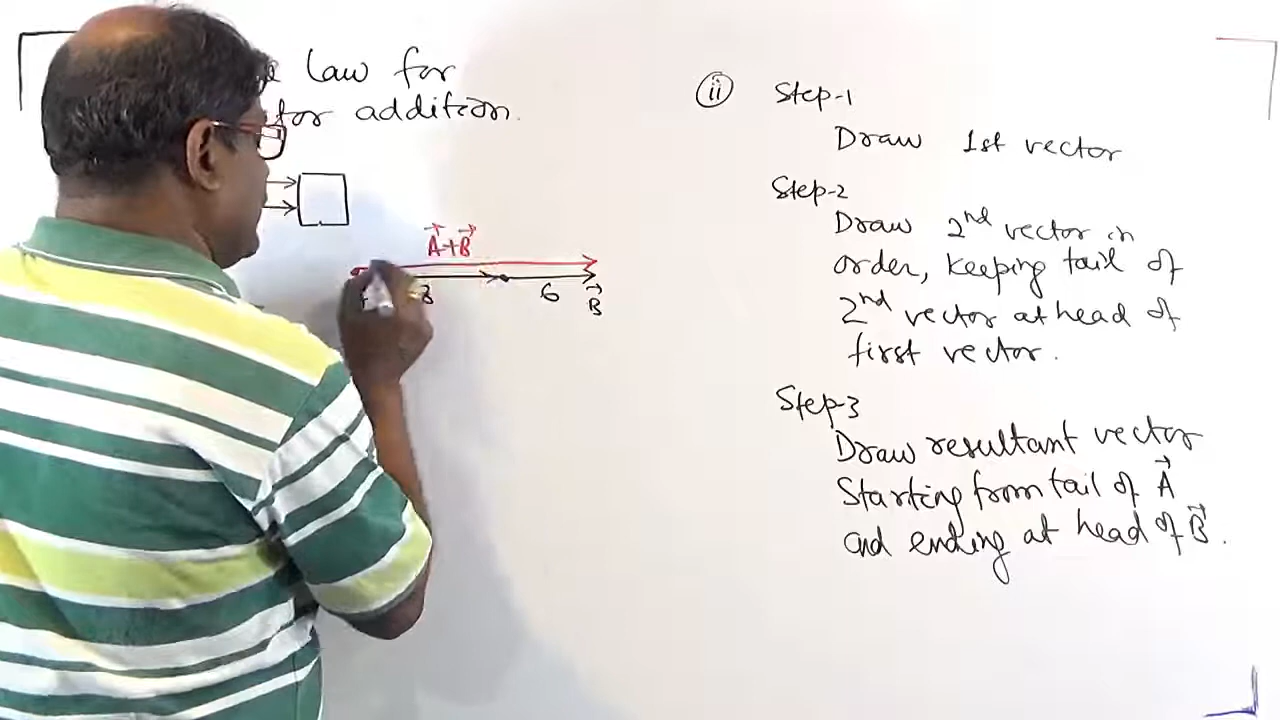 law for
for addition.
A⃗+B⃗
6
B⃗
ii Step-1
Draw 1st vector
Step-2
Draw 2nd vector in
order, keeping tail of
2nd vector at head of
first vector.
Step-3
Draw resultant vector
Starting from tail of A⃗
and ending at head of B⃗.